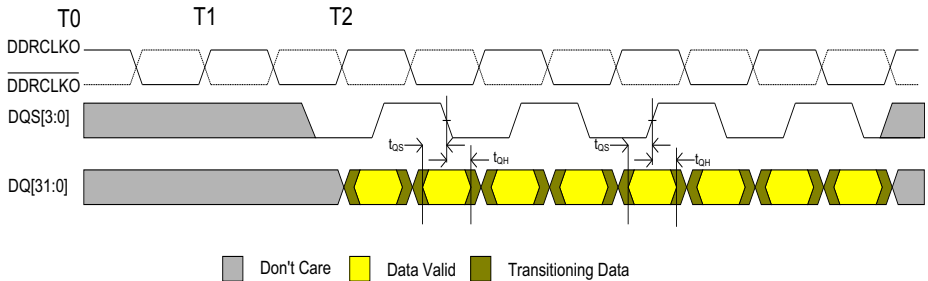 T0 T1 T2
DDRCLKO
DDRCLKO
DQS[3:0]
tQS tQH tQS tQH
DQ[31:0]
Don't Care Data Valid Transitioning Data